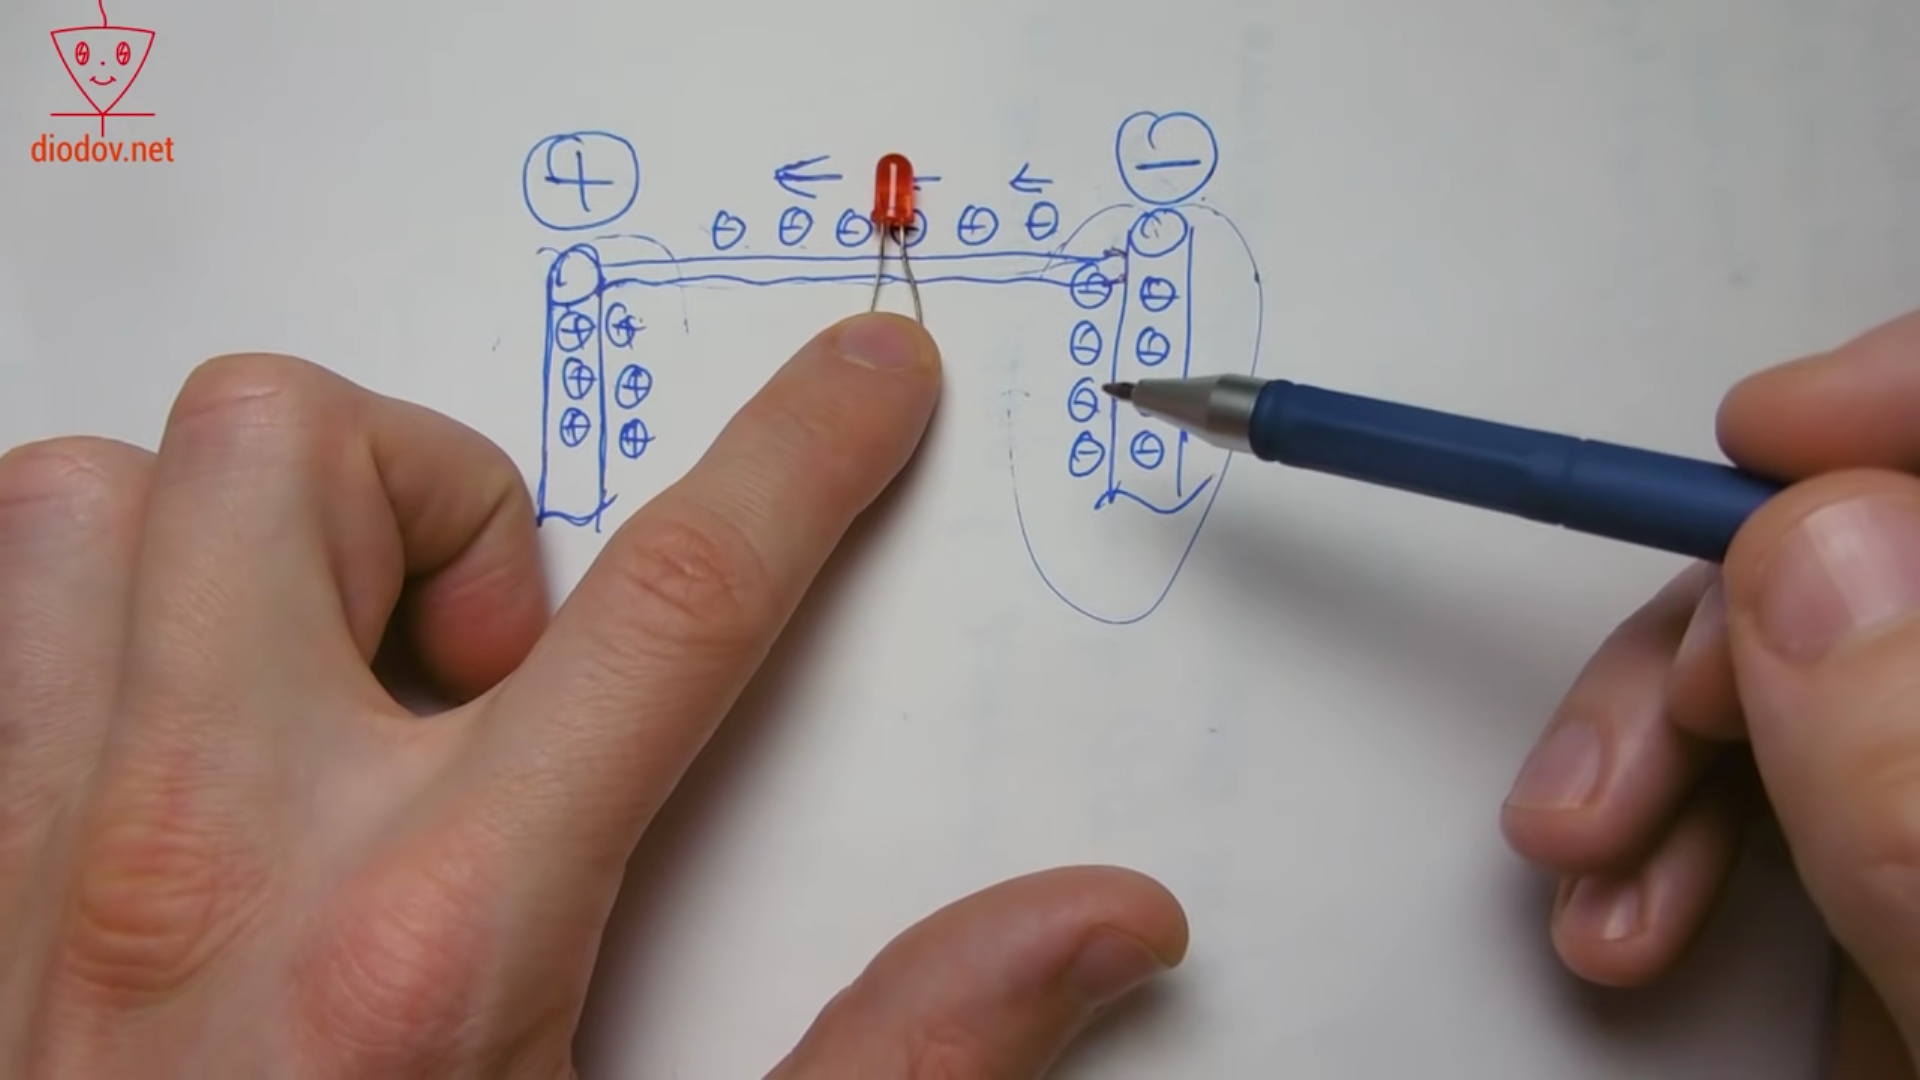 diodov.net
+
−
← ← ←
⊖ ⊖ ⊖ ⊖ ⊖ ⊖
⊖ ⊖
⊕ ⊕ ⊖ ⊖
⊕ ⊕ ⊖
⊕ ⊕ ⊖ ⊖